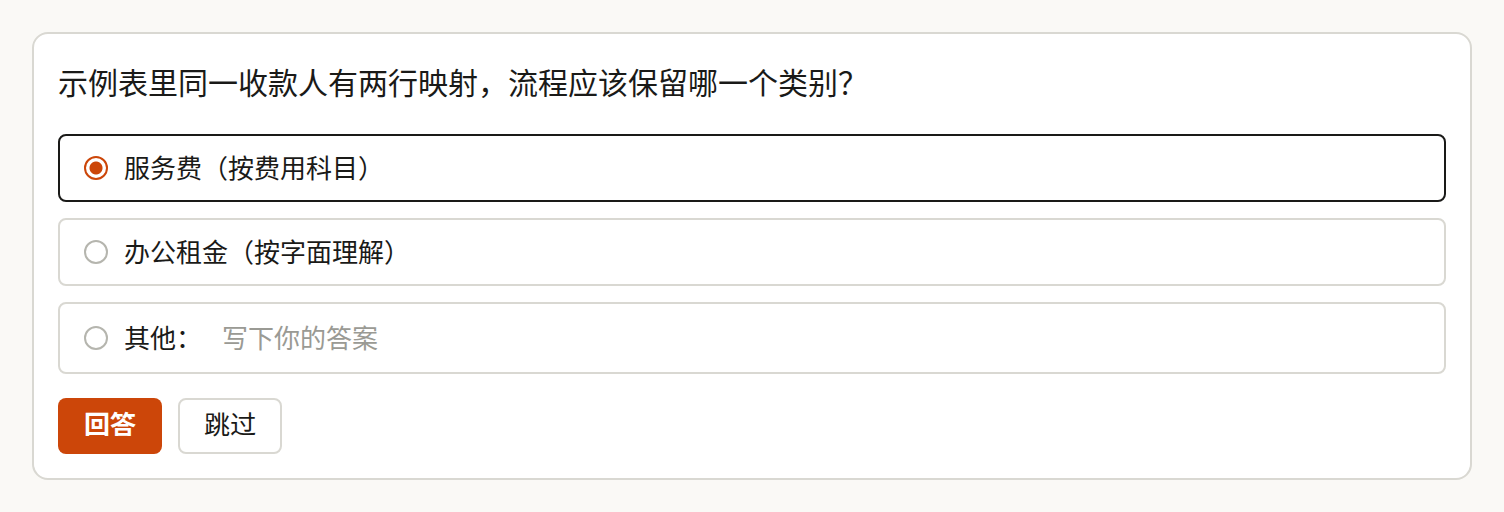 示例表里同一收款人有两行映射，流程应该保留哪一个类别？
服务费（按费用科目）
办公租金（按字面理解）
其他： 写下你的答案
回答 跳过